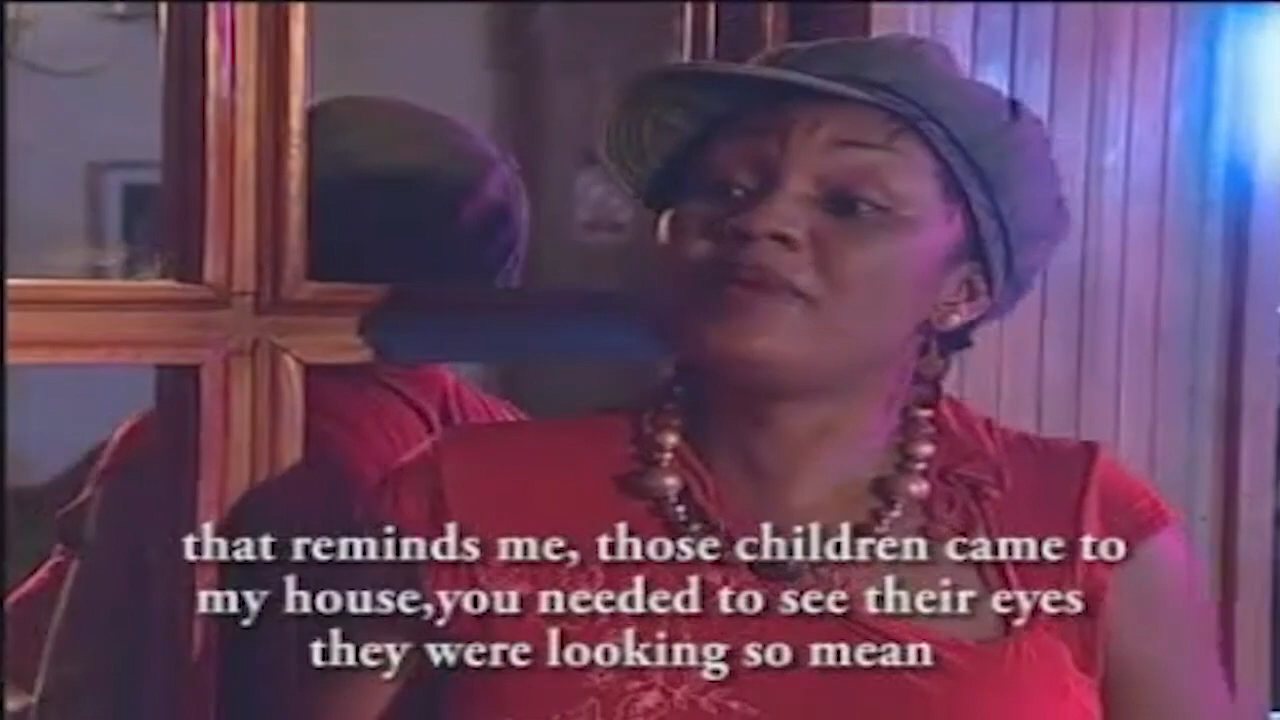 that reminds me, those children came to
my house,you needed to see their eyes
they were looking so mean